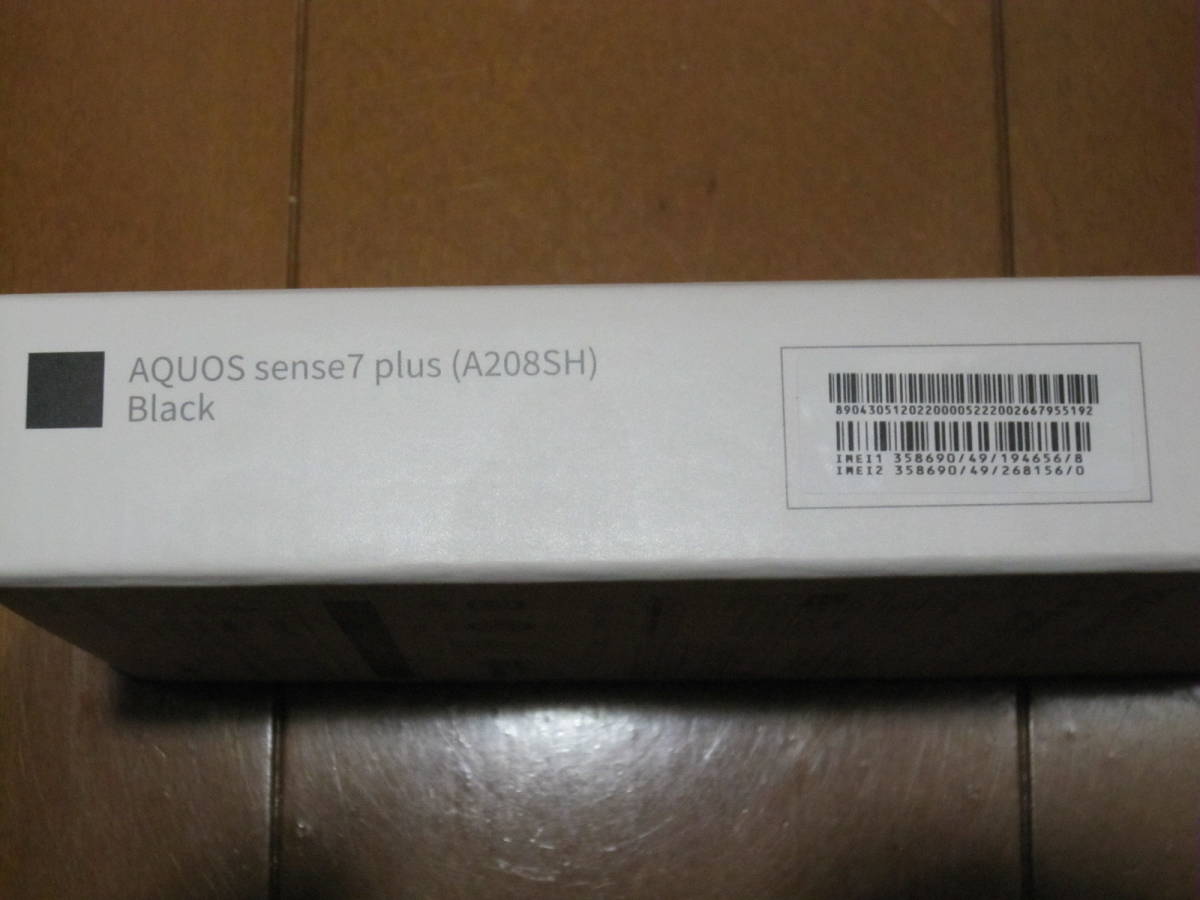 AQUOS sense7 plus (A208SH)
Black
89043051202200005222002667955192
IMEI1 358690/49/194656/8
IMEI2 358690/49/268156/0